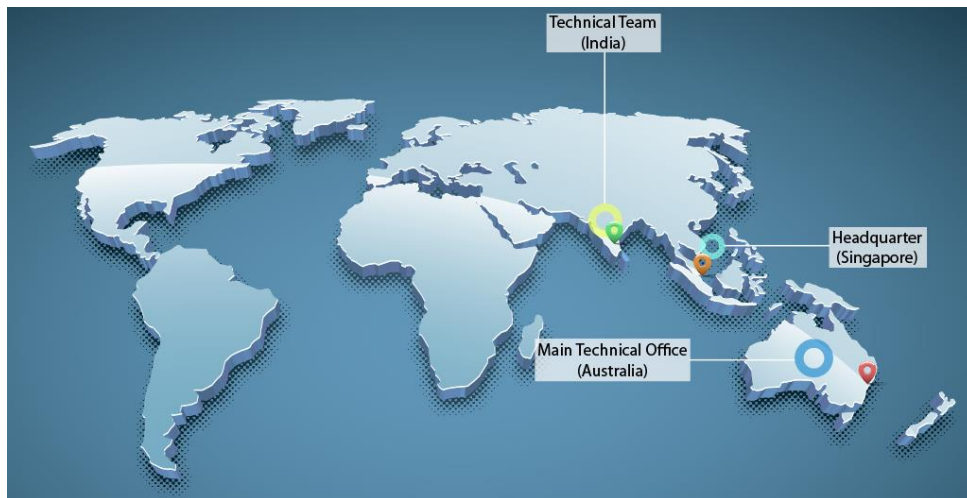 Technical Team
(India)
Headquarter
(Singapore)
Main Technical Office
(Australia)